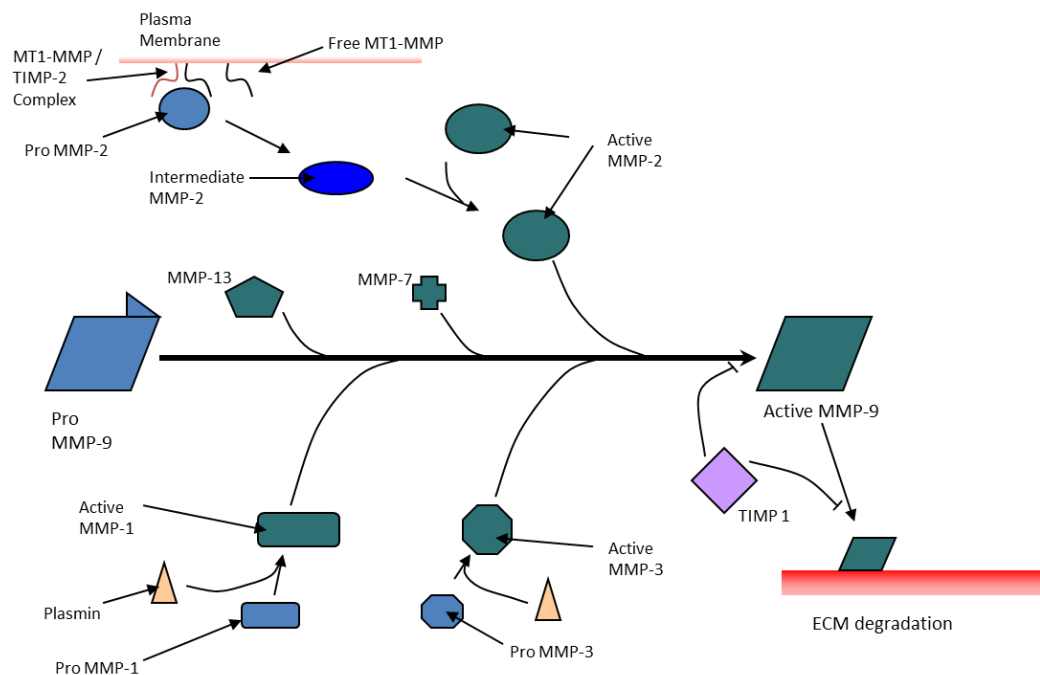 Plasma
Membrane
Free MT1-MMP
MT1-MMP /
TIMP-2
Complex
Pro MMP-2
Active
MMP-2
Intermediate
MMP-2
MMP-13
MMP-7
Pro
MMP-9
Active MMP-9
Active
MMP-1
TIMP 1
Active
MMP-3
Plasmin
ECM degradation
Pro MMP-3
Pro MMP-1